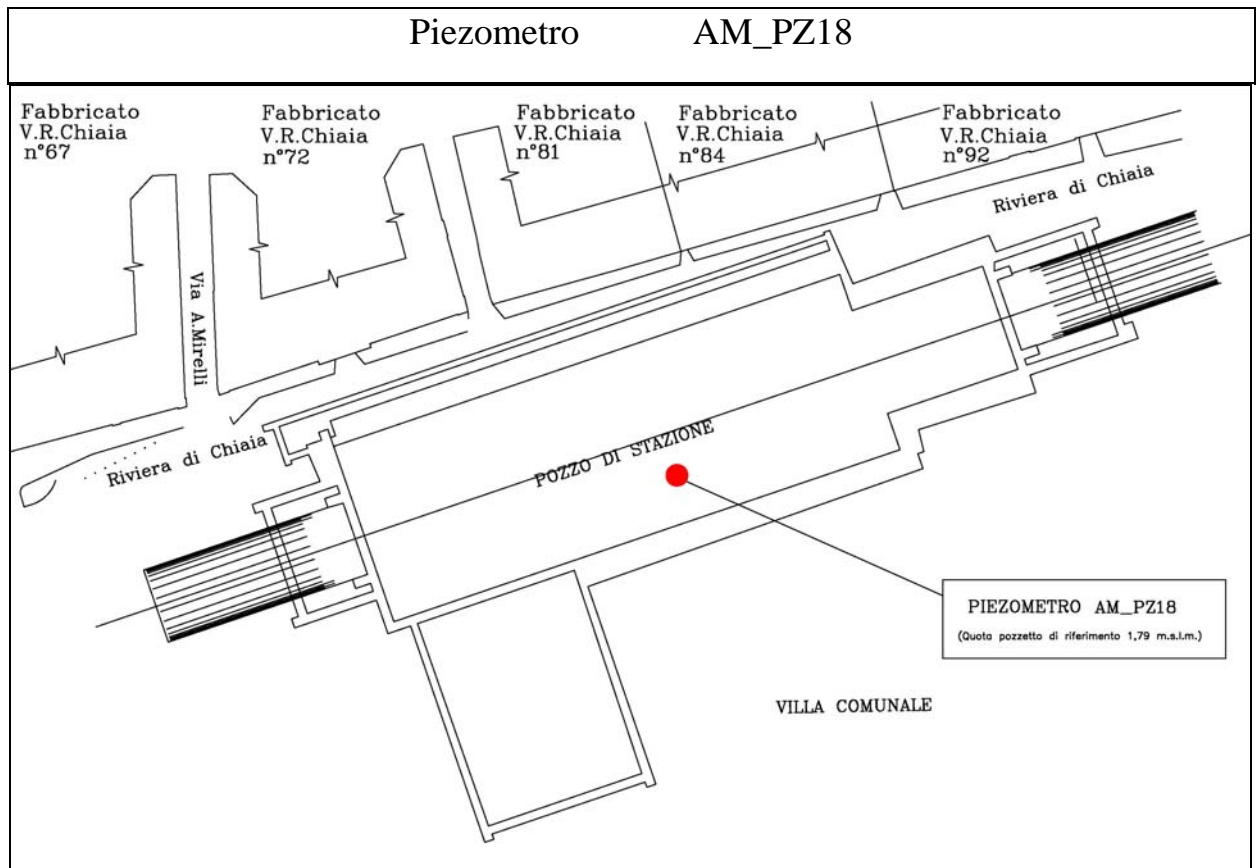 Piezometro AM_PZ18
Fabbricato
V.R.Chiaia
n°67
Fabbricato
V.R.Chiaia
n°72
Fabbricato
V.R.Chiaia
n°81
Fabbricato
V.R.Chiaia
n°84
Fabbricato
V.R.Chiaia
n°92
Riviera di Chiaia
Via A.Mirelli
Riviera di Chiaia
POZZO DI STAZIONE
PIEZOMETRO AM_PZ18
(Quota pozzetto di riferimento 1,79 m.s.l.m.)
VILLA COMUNALE